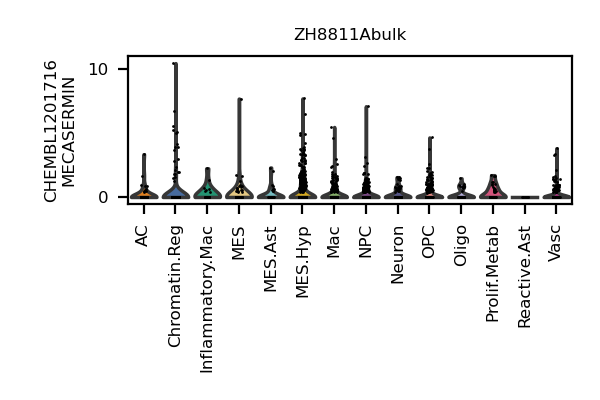 ZH8811Abulk
CHEMBL1201716
MECASERMIN
10
0
AC
Chromatin.Reg
Inflammatory.Mac
MES
MES.Ast
MES.Hyp
Mac
NPC
Neuron
OPC
Oligo
Prolif.Metab
Reactive.Ast
Vasc